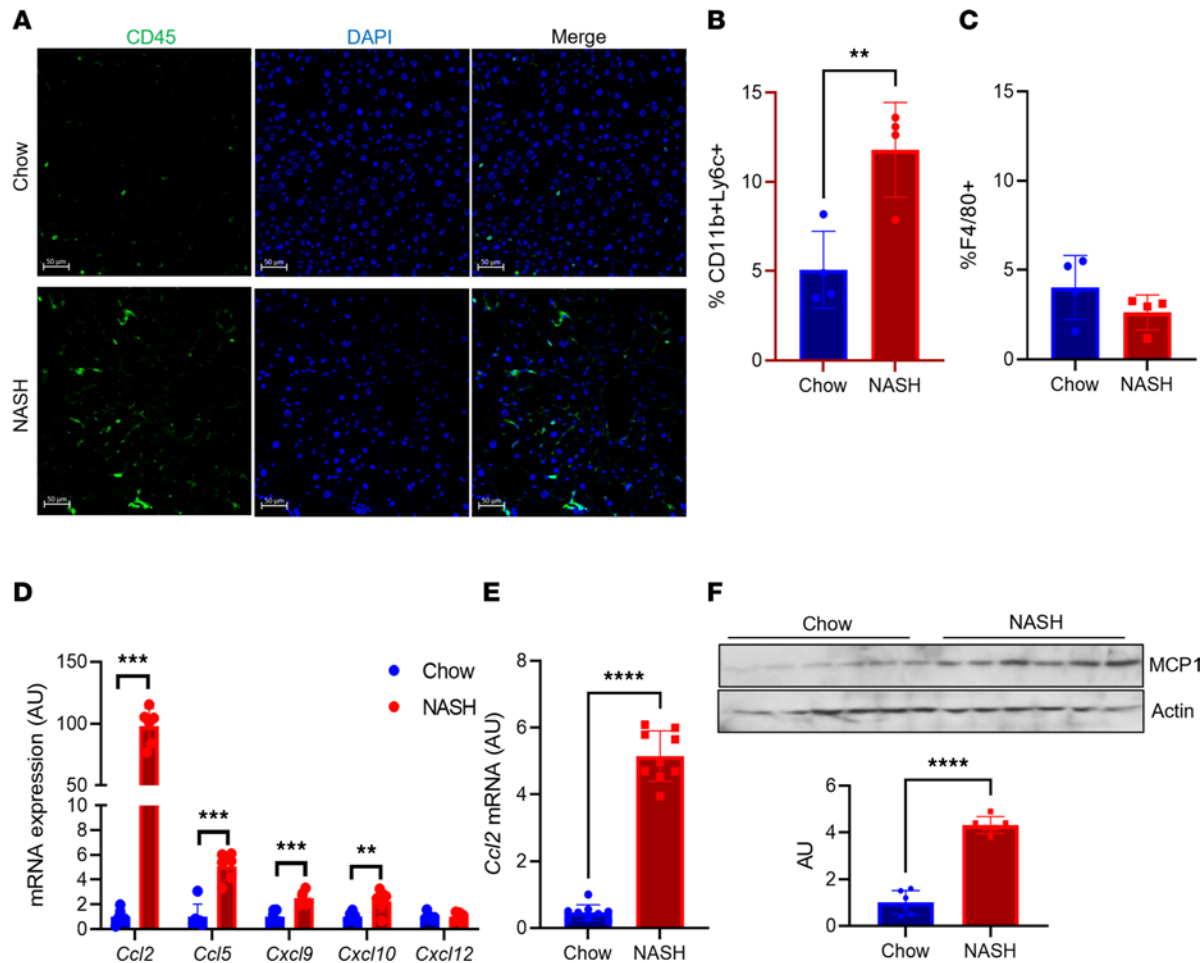 A
CD45 DAPI Merge
Chow
50 µm 50 µm 50 µm
NASH
50 µm 50 µm 50 µm
B
**
% CD11b+Ly6c+
15
10
5
0
Chow NASH
C
%F4/80+
15
10
5
0
Chow NASH
D
mRNA expression (AU)
150
100
50
10
8
6
4
2
0
*** *** *** **
Chow
NASH
Ccl2 Ccl5 Cxcl9 Cxcl10 Cxcl12
E
****
Ccl2 mRNA (AU)
8
6
4
2
0
Chow NASH
F
Chow NASH
MCP1
Actin
****
AU
6
4
2
0
Chow NASH